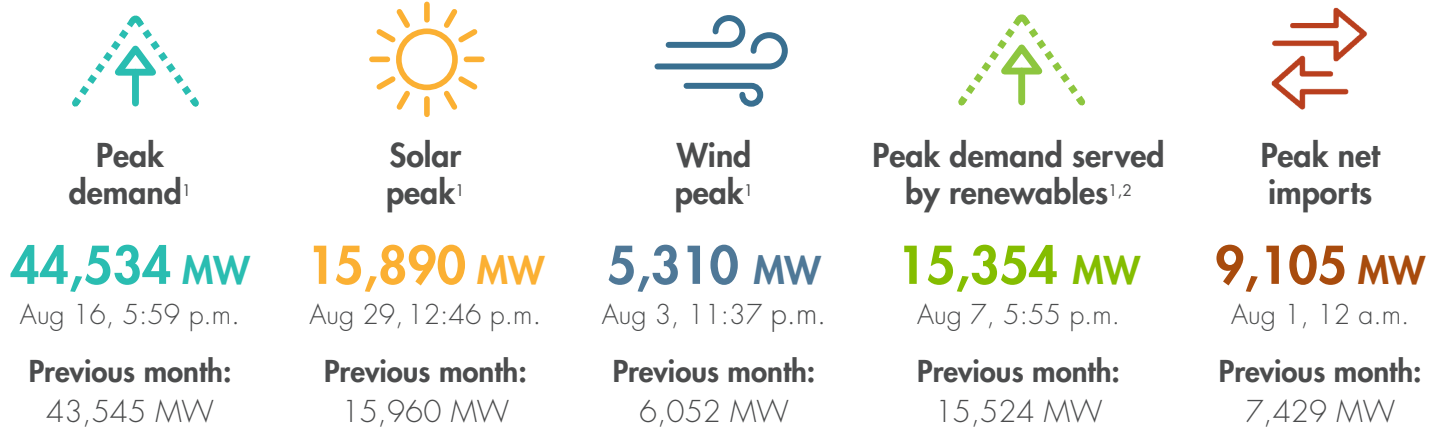 Peak
demand¹
44,534 MW
Aug 16, 5:59 p.m.
Previous month:
43,545 MW
Solar
peak¹
15,890 MW
Aug 29, 12:46 p.m.
Previous month:
15,960 MW
Wind
peak¹
5,310 MW
Aug 3, 11:37 p.m.
Previous month:
6,052 MW
Peak demand served
by renewables¹,²
15,354 MW
Aug 7, 5:55 p.m.
Previous month:
15,524 MW
Peak net
imports
9,105 MW
Aug 1, 12 a.m.
Previous month:
7,429 MW